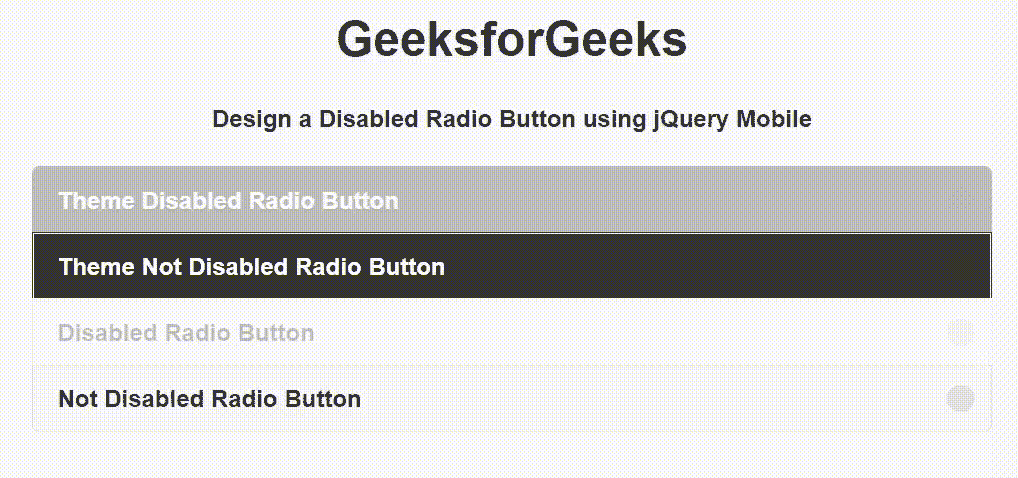 GeeksforGeeks
Design a Disabled Radio Button using jQuery Mobile
Theme Disabled Radio Button
Theme Not Disabled Radio Button
Disabled Radio Button
Not Disabled Radio Button